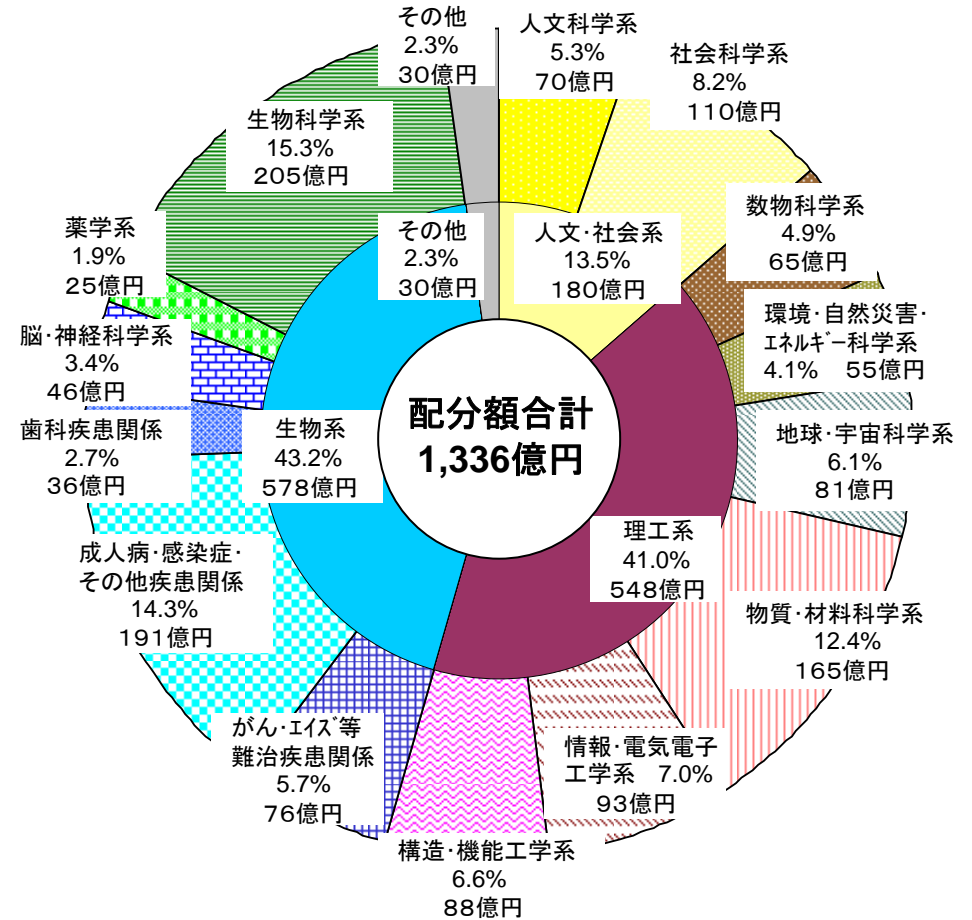 その他
2.3%
30億円
人文科学系
5.3%
70億円
社会科学系
8.2%
110億円
生物科学系
15.3%
205億円
数物科学系
4.9%
65億円
薬学系
1.9%
25億円
その他
2.3%
30億円
人文・社会系
13.5%
180億円
環境・自然災害・
エネルギー科学系
4.1% 55億円
脳・神経科学系
3.4%
46億円
配分額合計
1,336億円
歯科疾患関係
2.7%
36億円
生物系
43.2%
578億円
地球・宇宙科学系
6.1%
81億円
理工系
41.0%
548億円
成人病・感染症・
その他疾患関係
14.3%
191億円
物質・材料科学系
12.4%
165億円
がん・エイズ等
難治疾患関係
5.7%
76億円
情報・電気電子
工学系 7.0%
93億円
構造・機能工学系
6.6%
88億円